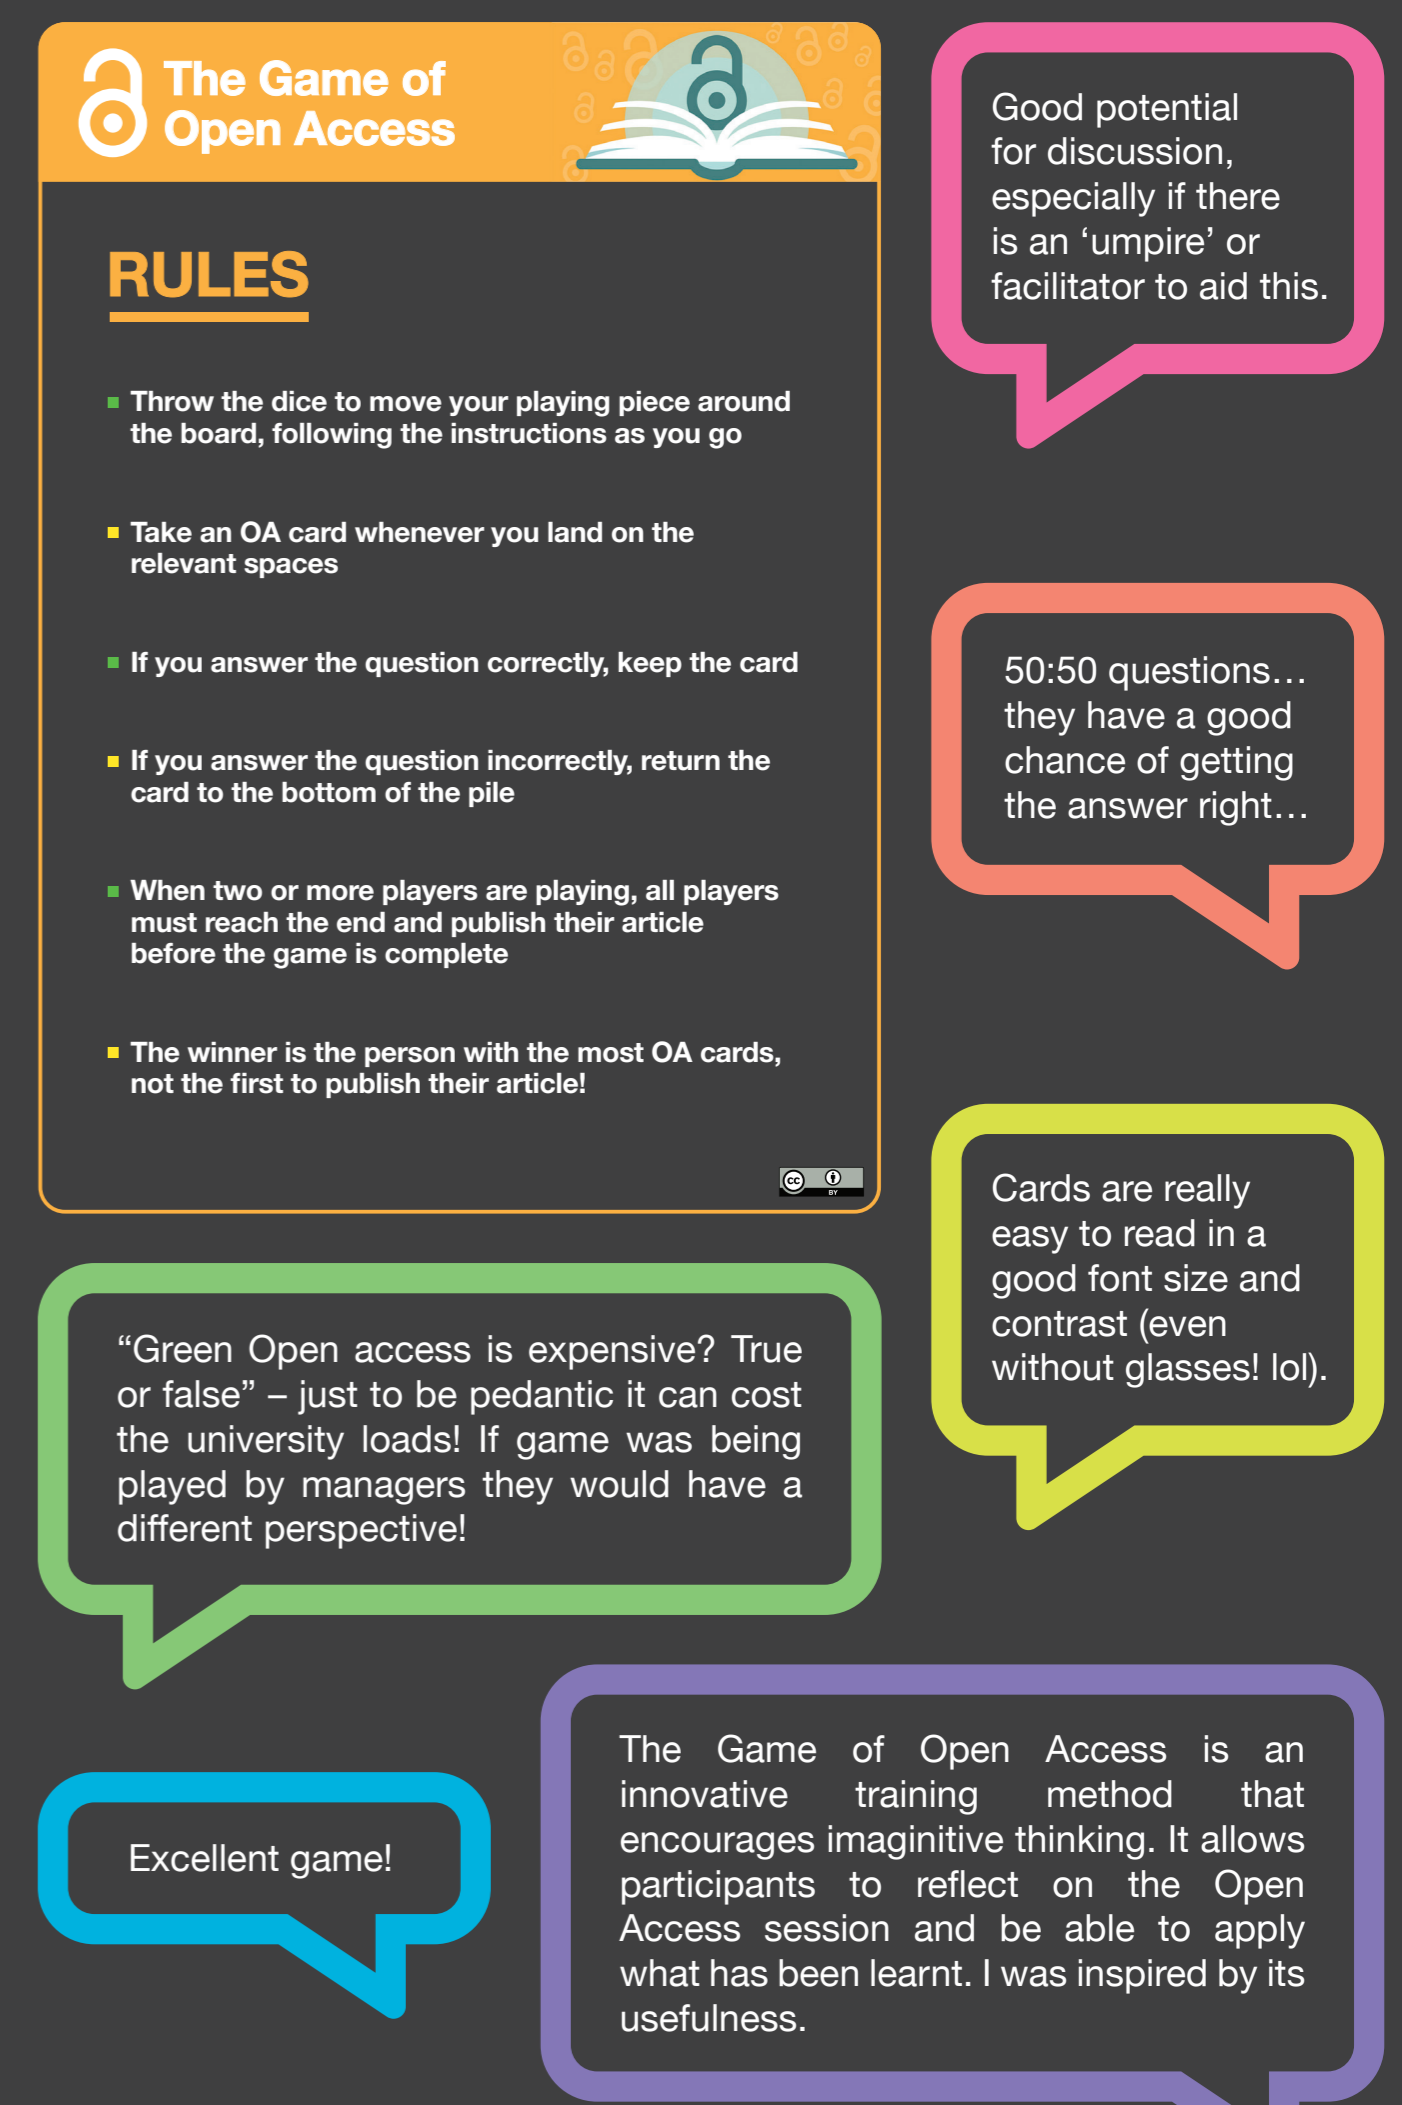 The Game of
Open Access
RULES
Throw the dice to move your playing piece around
the board, following the instructions as you go
Take an OA card whenever you land on the
relevant spaces
If you answer the question correctly, keep the card
If you answer the question incorrectly, return the
card to the bottom of the pile
When two or more players are playing, all players
must reach the end and publish their article
before the game is complete
The winner is the person with the most OA cards,
not the first to publish their article!
cc BY
Good potential
for discussion,
especially if there
is an ‘umpire’ or
facilitator to aid this.
50:50 questions…
they have a good
chance of getting
the answer right…
Cards are really
easy to read in a
good font size and
contrast (even
without glasses! lol).
“Green Open access is expensive? True
or false” – just to be pedantic it can cost
the university loads! If game was being
played by managers they would have a
different perspective!
Excellent game!
The Game of Open Access is an
innovative training method that
encourages imaginitive thinking. It allows
participants to reflect on the Open
Access session and be able to apply
what has been learnt. I was inspired by its
usefulness.